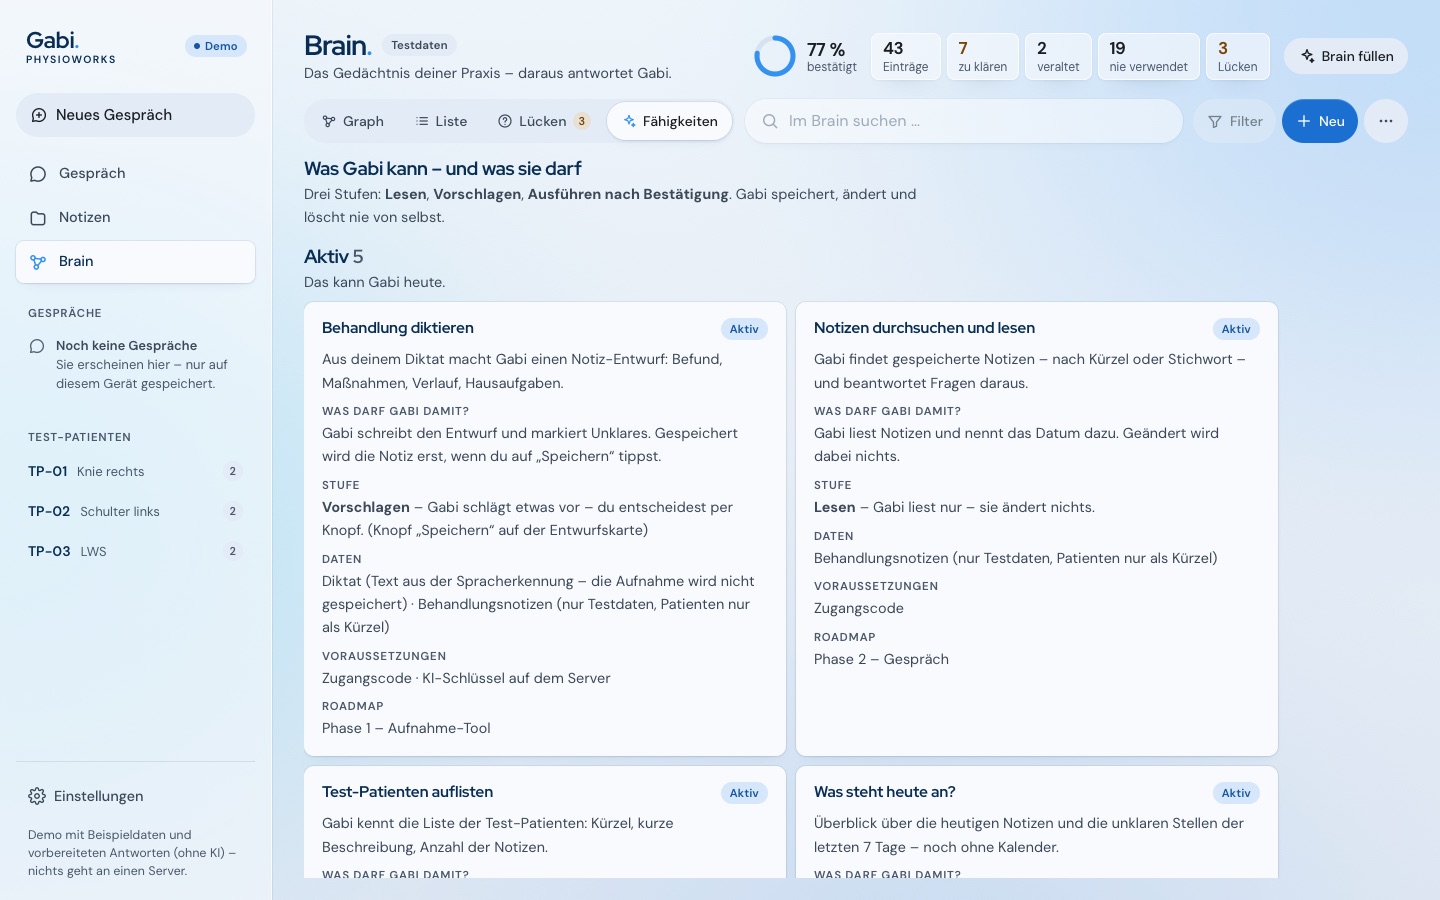 Gabi.
PHYSIOWORKS
Demo
Neues Gespräch
Gespräch
Notizen
Brain
GESPRÄCHE
Noch keine Gespräche
Sie erscheinen hier – nur auf
diesem Gerät gespeichert.
TEST-PATIENTEN
TP-01 Knie rechts 2
TP-02 Schulter links 2
TP-03 LWS 2
Einstellungen
Demo mit Beispieldaten und
vorbereiteten Antworten (ohne KI) –
nichts geht an einen Server.
Brain. Testdaten
Das Gedächtnis deiner Praxis – daraus antwortet Gabi.
77 %
bestätigt
43
Einträge
7
zu klären
2
veraltet
19
nie verwendet
3
Lücken
Brain füllen
Graph
Liste
Lücken 3
Fähigkeiten
Im Brain suchen …
Filter
Neu
Was Gabi kann – und was sie darf
Drei Stufen: Lesen, Vorschlagen, Ausführen nach Bestätigung. Gabi speichert, ändert und
löscht nie von selbst.
Aktiv 5
Das kann Gabi heute.
Behandlung diktieren Aktiv
Aus deinem Diktat macht Gabi einen Notiz-Entwurf: Befund,
Maßnahmen, Verlauf, Hausaufgaben.
WAS DARF GABI DAMIT?
Gabi schreibt den Entwurf und markiert Unklares. Gespeichert
wird die Notiz erst, wenn du auf „Speichern“ tippst.
STUFE
Vorschlagen – Gabi schlägt etwas vor – du entscheidest per
Knopf. (Knopf „Speichern“ auf der Entwurfskarte)
DATEN
Diktat (Text aus der Spracherkennung – die Aufnahme wird nicht
gespeichert) · Behandlungsnotizen (nur Testdaten, Patienten nur
als Kürzel)
VORAUSSETZUNGEN
Zugangscode · KI-Schlüssel auf dem Server
ROADMAP
Phase 1 – Aufnahme-Tool
Notizen durchsuchen und lesen Aktiv
Gabi findet gespeicherte Notizen – nach Kürzel oder Stichwort –
und beantwortet Fragen daraus.
WAS DARF GABI DAMIT?
Gabi liest Notizen und nennt das Datum dazu. Geändert wird
dabei nichts.
STUFE
Lesen – Gabi liest nur – sie ändert nichts.
DATEN
Behandlungsnotizen (nur Testdaten, Patienten nur als Kürzel)
VORAUSSETZUNGEN
Zugangscode
ROADMAP
Phase 2 – Gespräch
Test-Patienten auflisten Aktiv
Gabi kennt die Liste der Test-Patienten: Kürzel, kurze
Beschreibung, Anzahl der Notizen.
WAS DARF GABI DAMIT?
Was steht heute an? Aktiv
Überblick über die heutigen Notizen und die unklaren Stellen der
letzten 7 Tage – noch ohne Kalender.
WAS DARF GABI DAMIT?